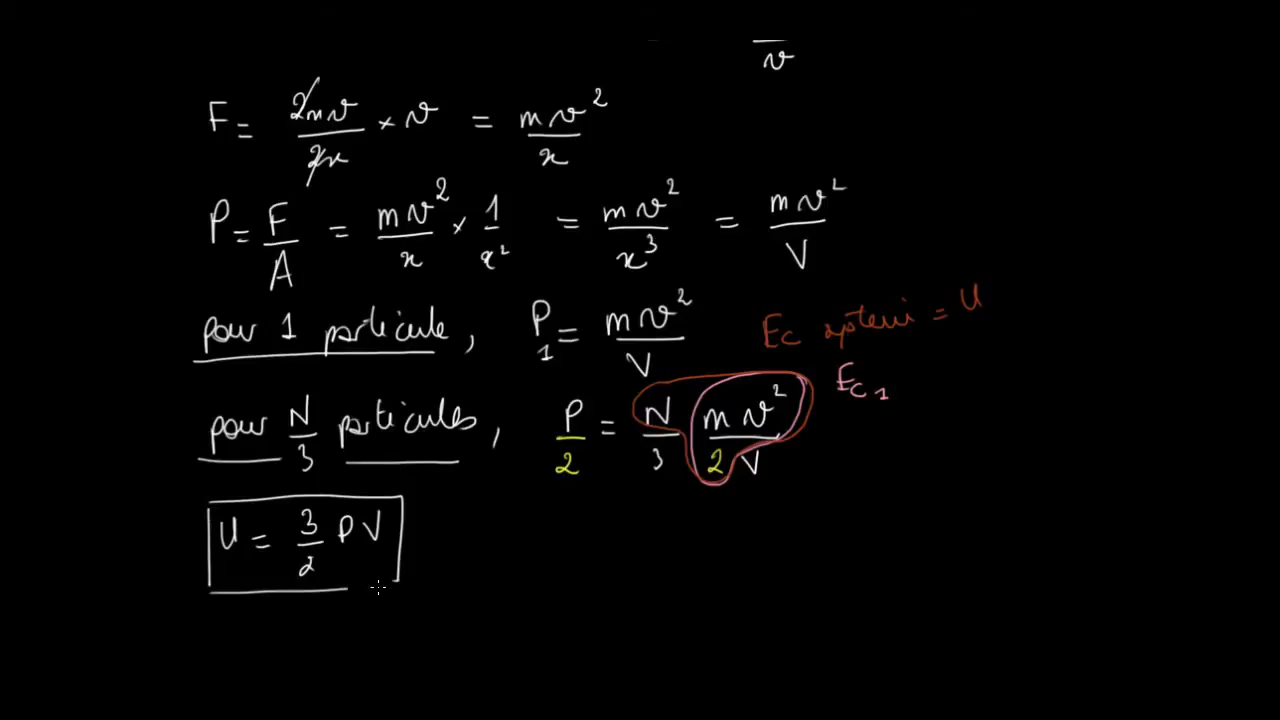 v
F = 2mv/2x × v = mv²/x
P = F/A = mv²/x × 1/x² = mv²/x³ = mv²/V
pour 1 particule, P₁ = mv²/V
Ec système = U
Ec₁
pour N/3 particules, P/2 = N/3 mv²/2V
U = 3/2 PV